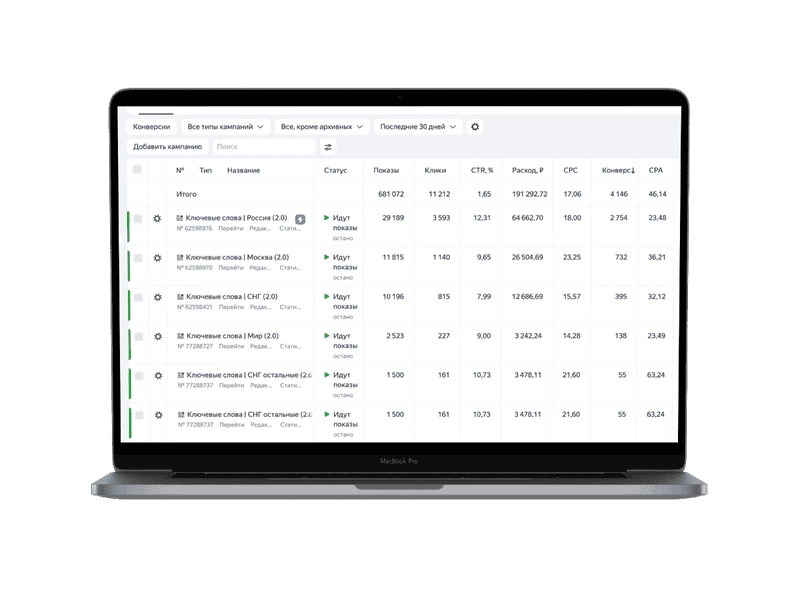 Конверсии Все типы кампаний Все, кроме архивных Последние 30 дней
Добавить кампанию Поиск
№ Тип Название Статус Показы Клики CTR, % Расход, ₽ CPC Конверс↓ CPA
Итого 681 072 11 212 1,65 191 292,72 17,06 4 146 46,14
Ключевые слова | Россия (2.0) Идут 29 189 3 593 12,31 64 662,70 18,00 2 754 23,48
№ 62598976 Перейти Редак... Стати... показы
остано
Ключевые слова | Москва (2.0) Идут 11 815 1 140 9,65 26 504,69 23,25 732 36,21
№ 62598970 Перейти Редак... Стати... показы
остано
Ключевые слова | СНГ (2.0) Идут 10 196 815 7,99 12 686,69 15,57 395 32,12
№ 62598401 Перейти Редак... Стати... показы
остано
Ключевые слова | Мир (2.0) Идут 2 523 227 9,00 3 242,24 14,28 138 23,49
№ 77288727 Перейти Редак... Стати... показы
остано
Ключевые слова | СНГ остальные (2.0 Идут 1 500 161 10,73 3 478,11 21,60 55 63,24
№ 77288737 Перейти Редак... Стати... показы
остано
Ключевые слова | СНГ остальные (2.0 Идут 1 500 161 10,73 3 478,11 21,60 55 63,24
№ 77288737 Перейти Редак... Стати... показы
остано
MacBook Pro